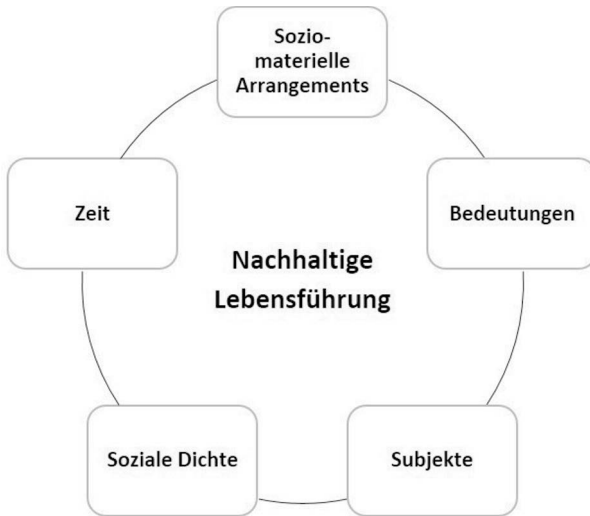 Sozio-
materielle
Arrangements
Zeit
Bedeutungen
Nachhaltige
Lebensführung
Soziale Dichte
Subjekte